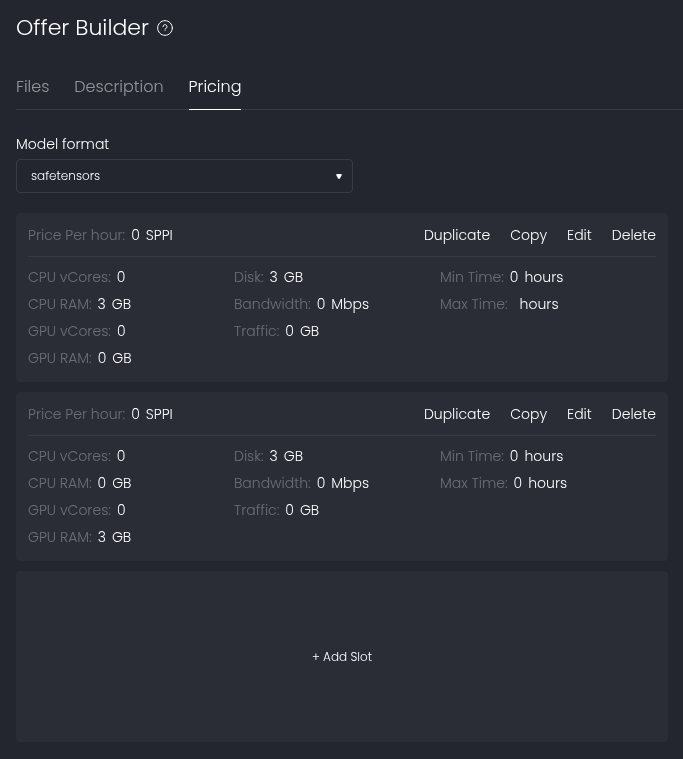 Offer Builder ?
Files Description Pricing
Model format
safetensors
Price Per hour: 0 SPPI Duplicate Copy Edit Delete
CPU vCores: 0 Disk: 3 GB Min Time: 0 hours
CPU RAM: 3 GB Bandwidth: 0 Mbps Max Time: hours
GPU vCores: 0 Traffic: 0 GB
GPU RAM: 0 GB
Price Per hour: 0 SPPI Duplicate Copy Edit Delete
CPU vCores: 0 Disk: 3 GB Min Time: 0 hours
CPU RAM: 0 GB Bandwidth: 0 Mbps Max Time: 0 hours
GPU vCores: 0 Traffic: 0 GB
GPU RAM: 3 GB
+ Add Slot